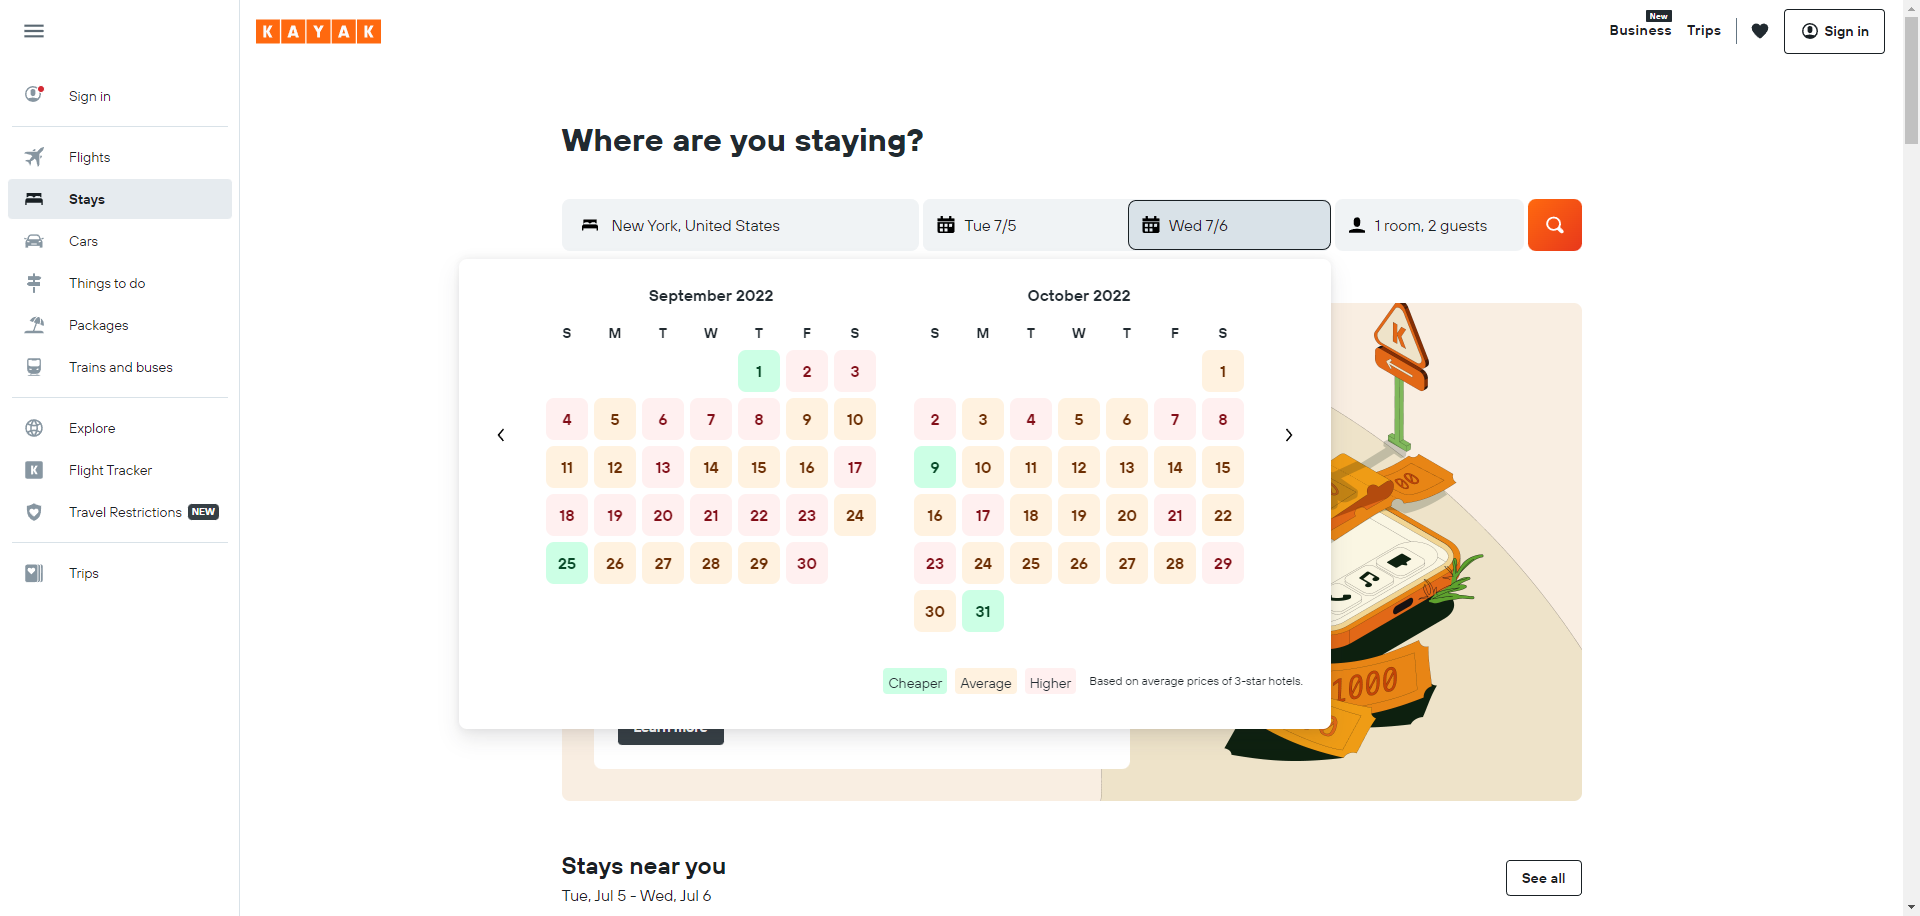 KAYAK
New
Business
Trips
Sign in
Sign in
Flights
Stays
Cars
Things to do
Packages
Trains and buses
Explore
Flight Tracker
Travel Restrictions NEW
Trips
Where are you staying?
New York, United States
Tue 7/5
Wed 7/6
1 room, 2 guests
September 2022
S M T W T F S
1 2 3
4 5 6 7 8 9 10
11 12 13 14 15 16 17
18 19 20 21 22 23 24
25 26 27 28 29 30
October 2022
S M T W T F S
1
2 3 4 5 6 7 8
9 10 11 12 13 14 15
16 17 18 19 20 21 22
23 24 25 26 27 28 29
30 31
Cheaper
Average
Higher
Based on average prices of 3-star hotels.
K
00
1000
Learn more
Stays near you
Tue, Jul 5 - Wed, Jul 6
See all